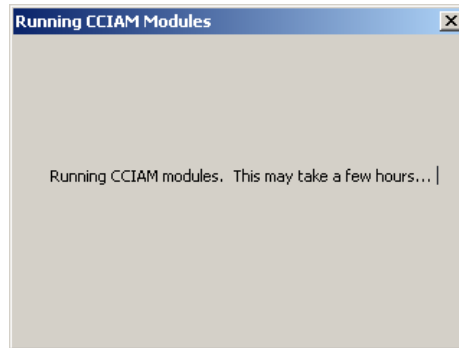 Running CCIAM Modules
Running CCIAM modules.  This may take a few hours... |